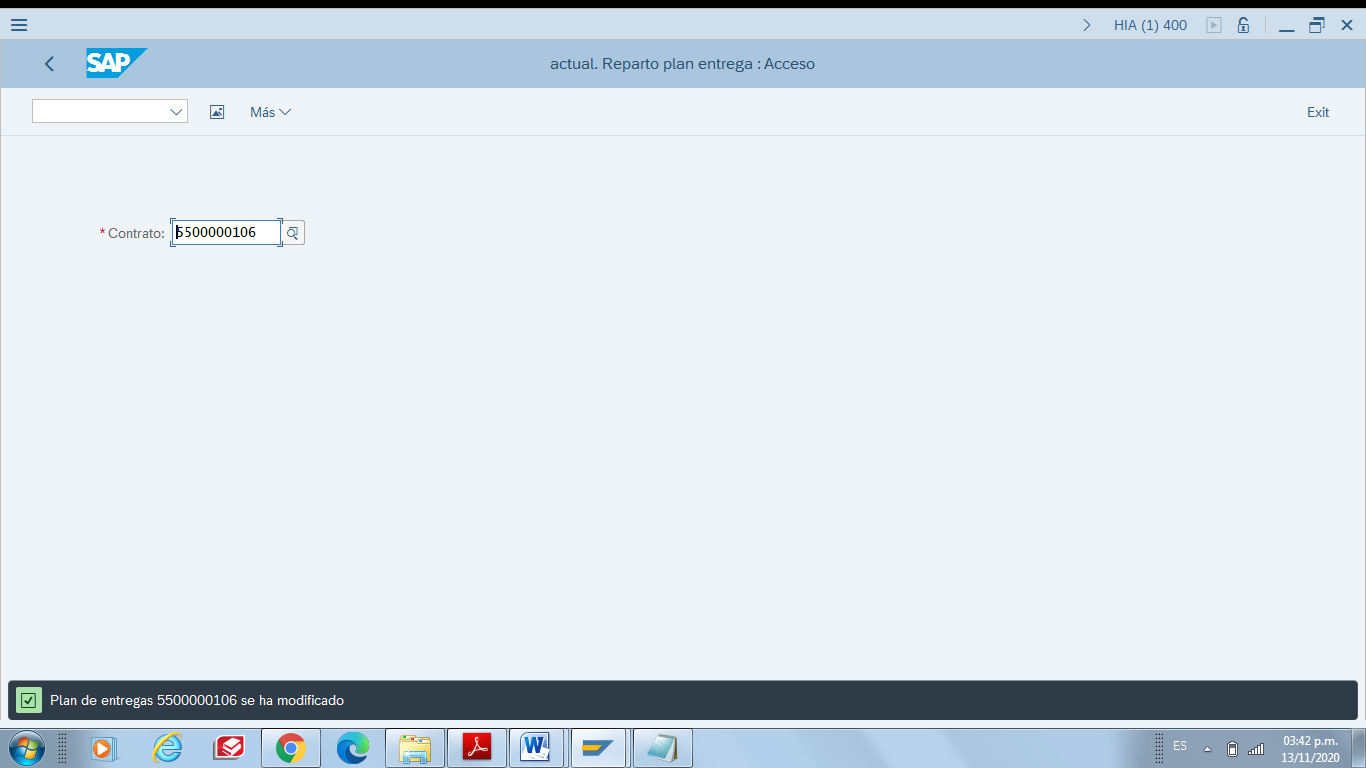 HIA (1) 400
SAP
actual. Reparto plan entrega : Acceso
Más
Exit
* Contrato: 5500000106
Plan de entregas 5500000106 se ha modificado
ES
03:42 p.m.
13/11/2020